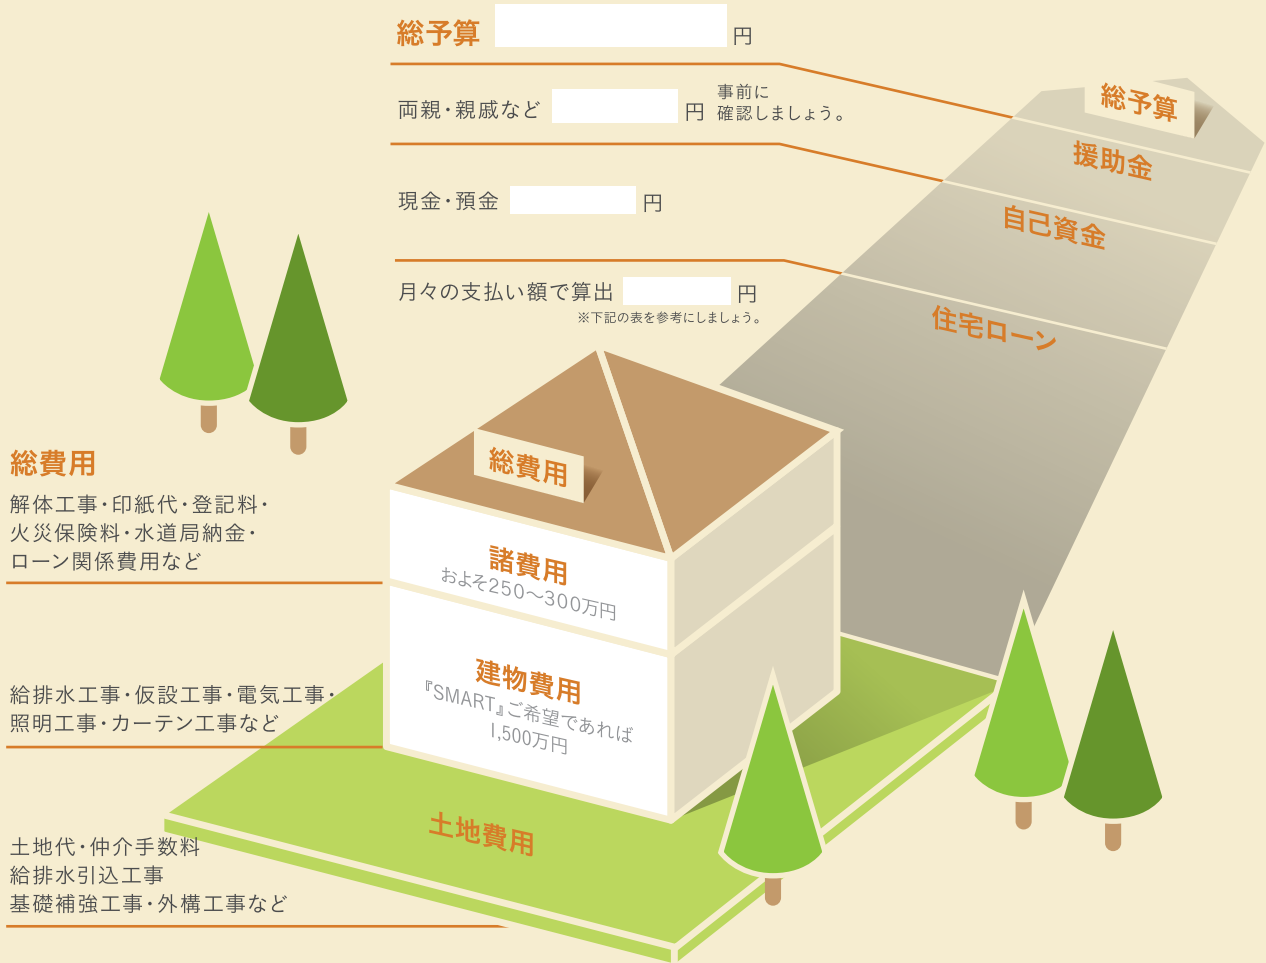 総予算 円
両親・親戚など 円 事前に
確認しましょう。
現金・預金 円
月々の支払い額で算出 円
※下記の表を参考にしましょう。
総予算
援助金
自己資金
住宅ローン
総費用
解体工事・印紙代・登記料・
火災保険料・水道局納金・
ローン関係費用など
給排水工事・仮設工事・電気工事・
照明工事・カーテン工事など
土地代・仲介手数料
給排水引込工事
基礎補強工事・外構工事など
総費用
諸費用
およそ250〜300万円
建物費用
『SMART』ご希望であれば
1,500万円
土地費用